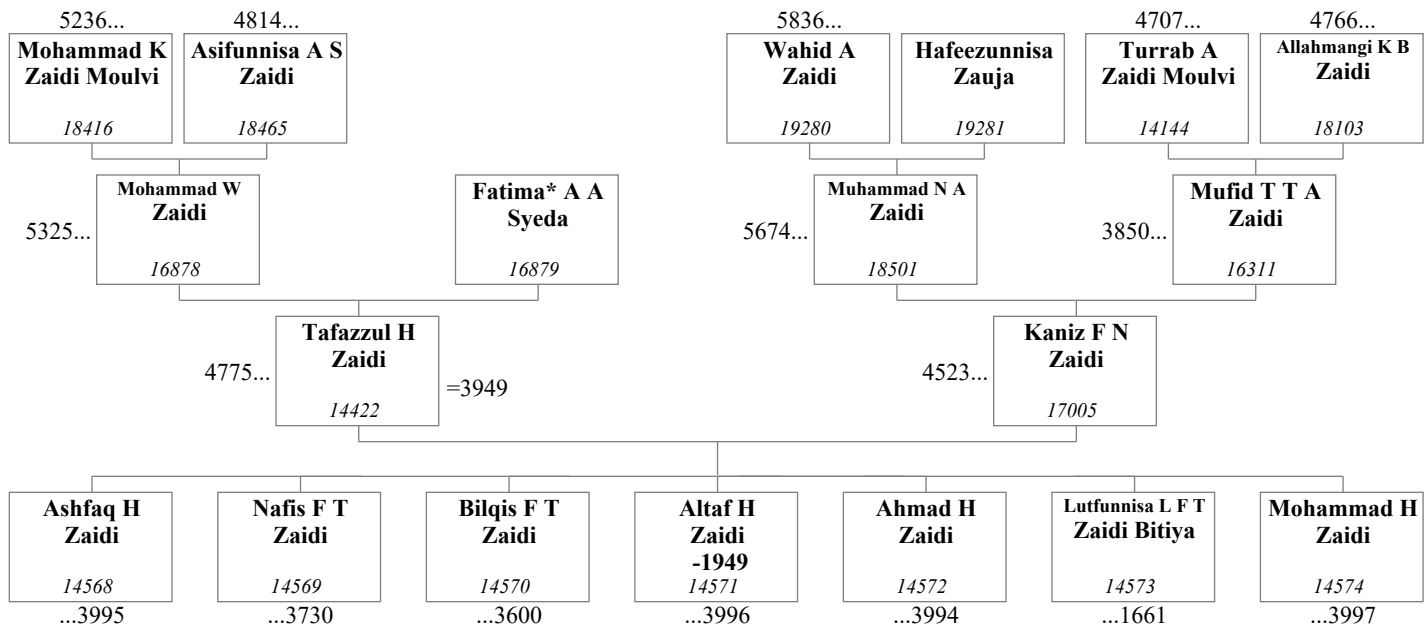 5236... 4814... 5836... 4707... 4766...
Mohammad K Asifunnisa A S Wahid A Hafeezunnisa Turrab A Allahmangi K B
Zaidi Moulvi Zaidi Zaidi Zauja Zaidi Moulvi Zaidi
18416 18465 19280 19281 14144 18103
Mohammad W Fatima* A A Muhammad N A Mufid T T A
Zaidi Syeda Zaidi Zaidi
5325... 5674... 3850...
16878 16879 18501 16311
Tafazzul H Kaniz F N
Zaidi Zaidi
4775... =3949 4523...
14422 17005
Ashfaq H Nafis F T Bilqis F T Altaf H Ahmad H Lutfunnisa L F T Mohammad H
Zaidi Zaidi Zaidi Zaidi Zaidi Zaidi Bitiya Zaidi
-1949
14568 14569 14570 14571 14572 14573 14574
...3995 ...3730 ...3600 ...3996 ...3994 ...1661 ...3997